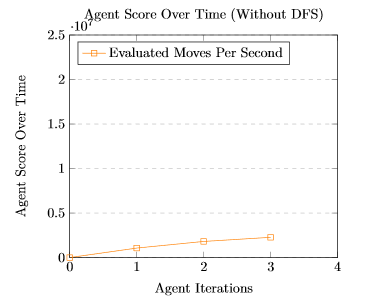 Agent Score Over Time (Without DFS)
·10⁷
2.5
Evaluated Moves Per Second
2
1.5
1
0.5
0
Agent Score Over Time
0 1 2 3 4
Agent Iterations